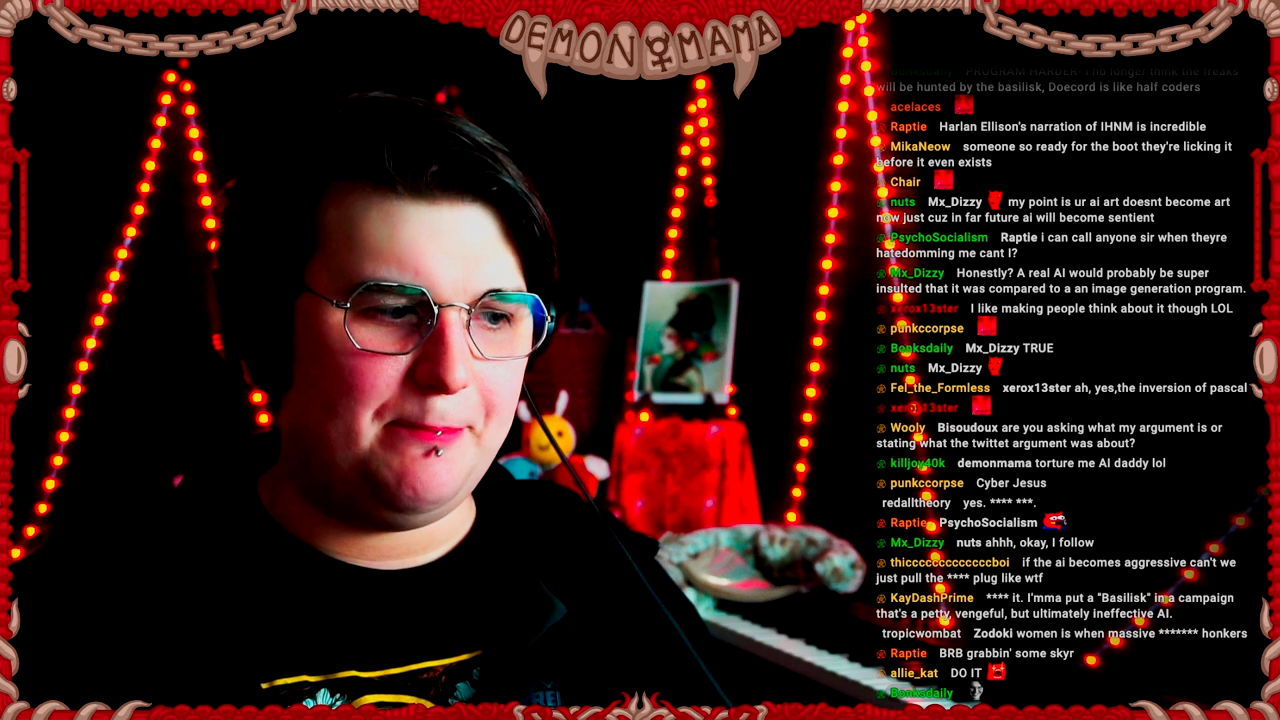 DEMON MAMA
Bonksdaily PROGRAM HARDER- I no longer think the freaks
will be hunted by the basilisk, Doecord is like half coders
acelaces
Raptie Harlan Ellison's narration of IHNM is incredible
MikaNeow someone so ready for the boot they're licking it
before it even exists
Chair
nuts Mx_Dizzy my point is ur ai art doesnt become art
now just cuz in far future ai will become sentient
PsychoSocialism Raptie i can call anyone sir when theyre
hatedomming me cant i?
Mx_Dizzy Honestly? A real AI would probably be super
insulted that it was compared to a an image generation program.
xerox13ster I like making people think about it though LOL
punkccorpse
Bonksdaily Mx_Dizzy TRUE
nuts Mx_Dizzy
Fel_the_Formless xerox13ster ah, yes,the inversion of pascal
xerox13ster
Wooly Bisoudoux are you asking what my argument is or
stating what the twittet argument was about?
killjoy40k demonmama torture me AI daddy lol
punkccorpse Cyber Jesus
redalltheory yes. **** ***.
Raptie PsychoSocialism
Mx_Dizzy nuts ahhh, okay, I follow
thicccccccccccccboi if the ai becomes aggressive cant't we
just pull the **** plug like wtf
KayDashPrime **** it. I'mma put a "Basilisk" in a campaign
that's a petty, vengeful, but ultimately ineffective AI.
tropicwombat Zodoki women is when massive ******* honkers
Raptie BRB grabbin' some skyr
allie_kat DO IT
Bonksdaily